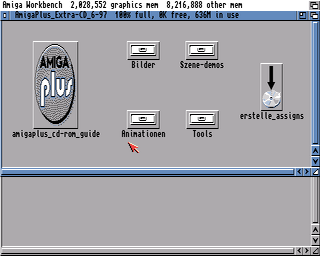 Amiga Workbench 2,028,552 graphics mem 8,216,888 other mem
AmigaPlus_Extra-CD_6-97 100% full, 0K free, 636M in use
AMIGA
plus
Bilder
Szene-demos
erstelle_assigns
amigaplus_cd-rom_guide
Animationen
Tools